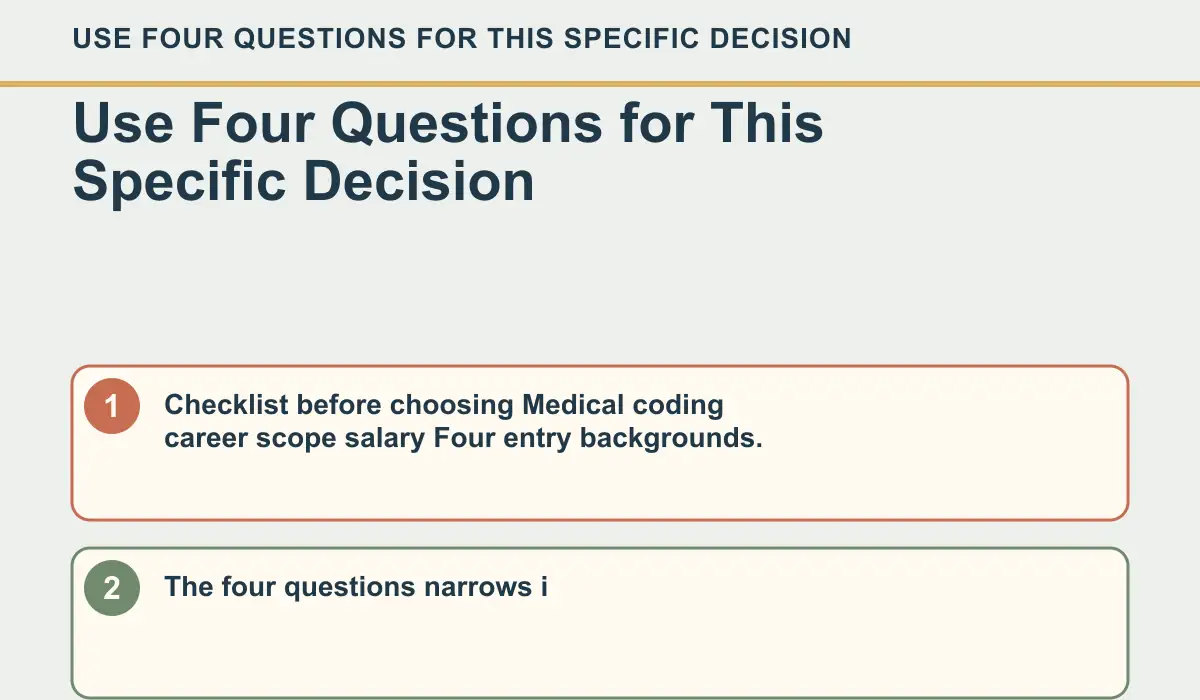 USE FOUR QUESTIONS FOR THIS SPECIFIC DECISION
Use Four Questions for This
Specific Decision
1
Checklist before choosing Medical coding
career scope salary Four entry backgrounds.
2
The four questions narrows i